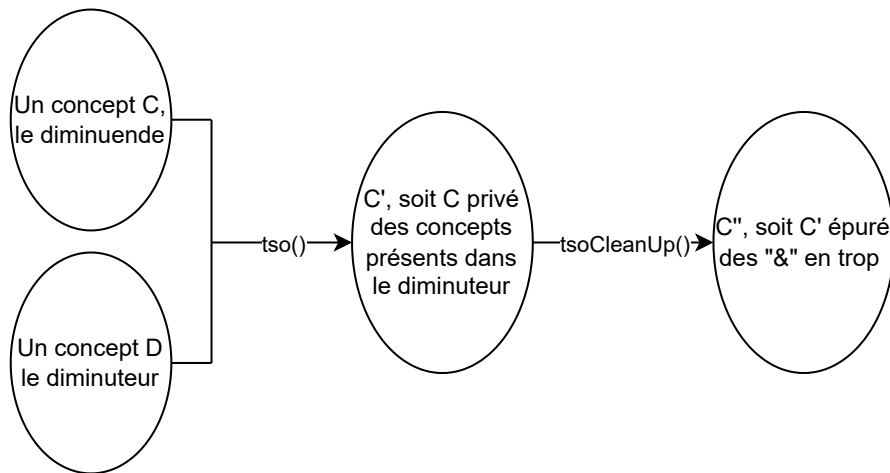 Un concept C,
le diminuende
Un concept D
le diminuteur
tso()
C', soit C privé
des concepts
présents dans
le diminuteur
tsoCleanUp()
C'', soit C' épuré
des "&" en trop